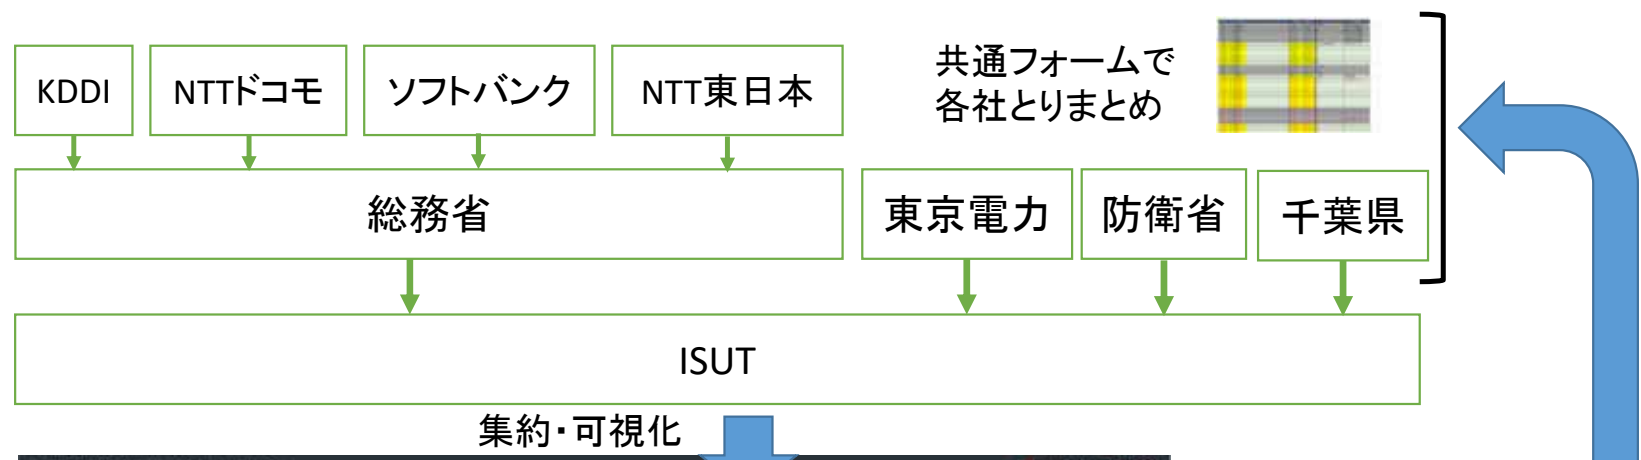 KDDI
NTTドコモ
ソフトバンク
NTT東日本
共通フォームで
各社とりまとめ
総務省
東京電力
防衛省
千葉県
ISUT
集約・可視化